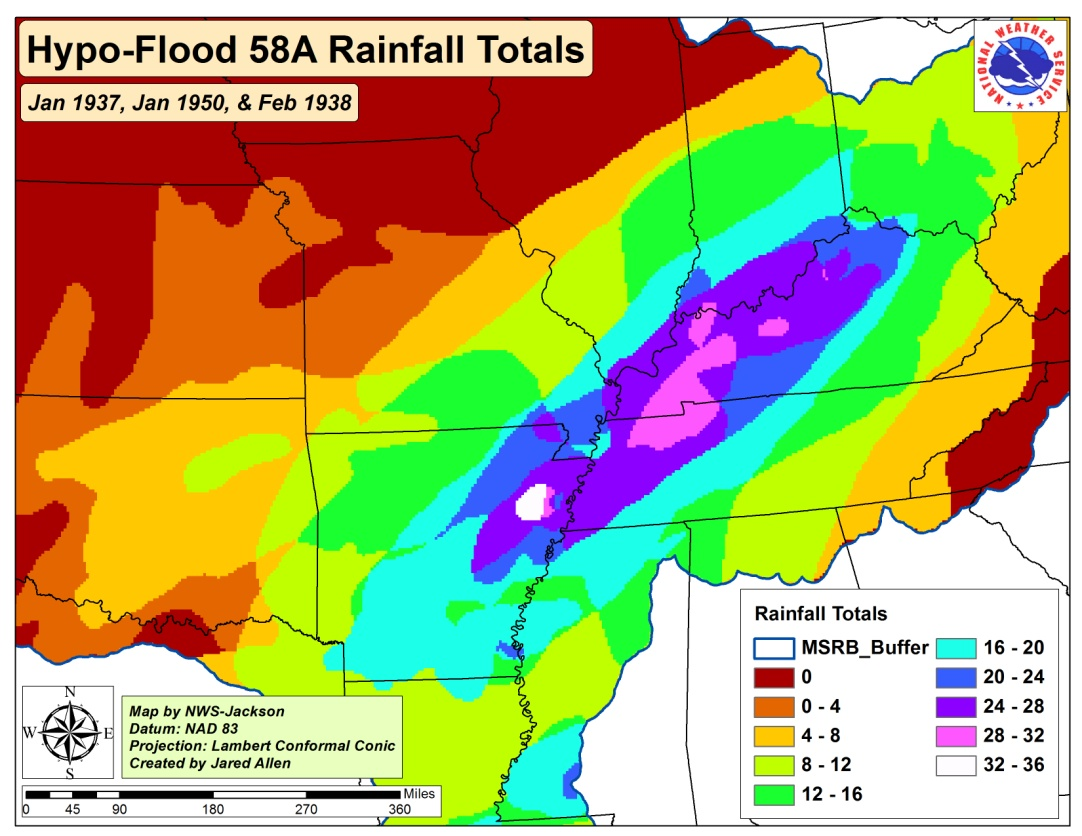 Hypo-Flood 58A Rainfall Totals
Jan 1937, Jan 1950, & Feb 1938
NATIONAL WEATHER SERVICE
Rainfall Totals
MSRB_Buffer
0
0 - 4
4 - 8
8 - 12
12 - 16
16 - 20
20 - 24
24 - 28
28 - 32
32 - 36
N
W E
S
Map by NWS-Jackson
Datum: NAD 83
Projection: Lambert Conformal Conic
Created by Jared Allen
Miles
0 45 90 180 270 360